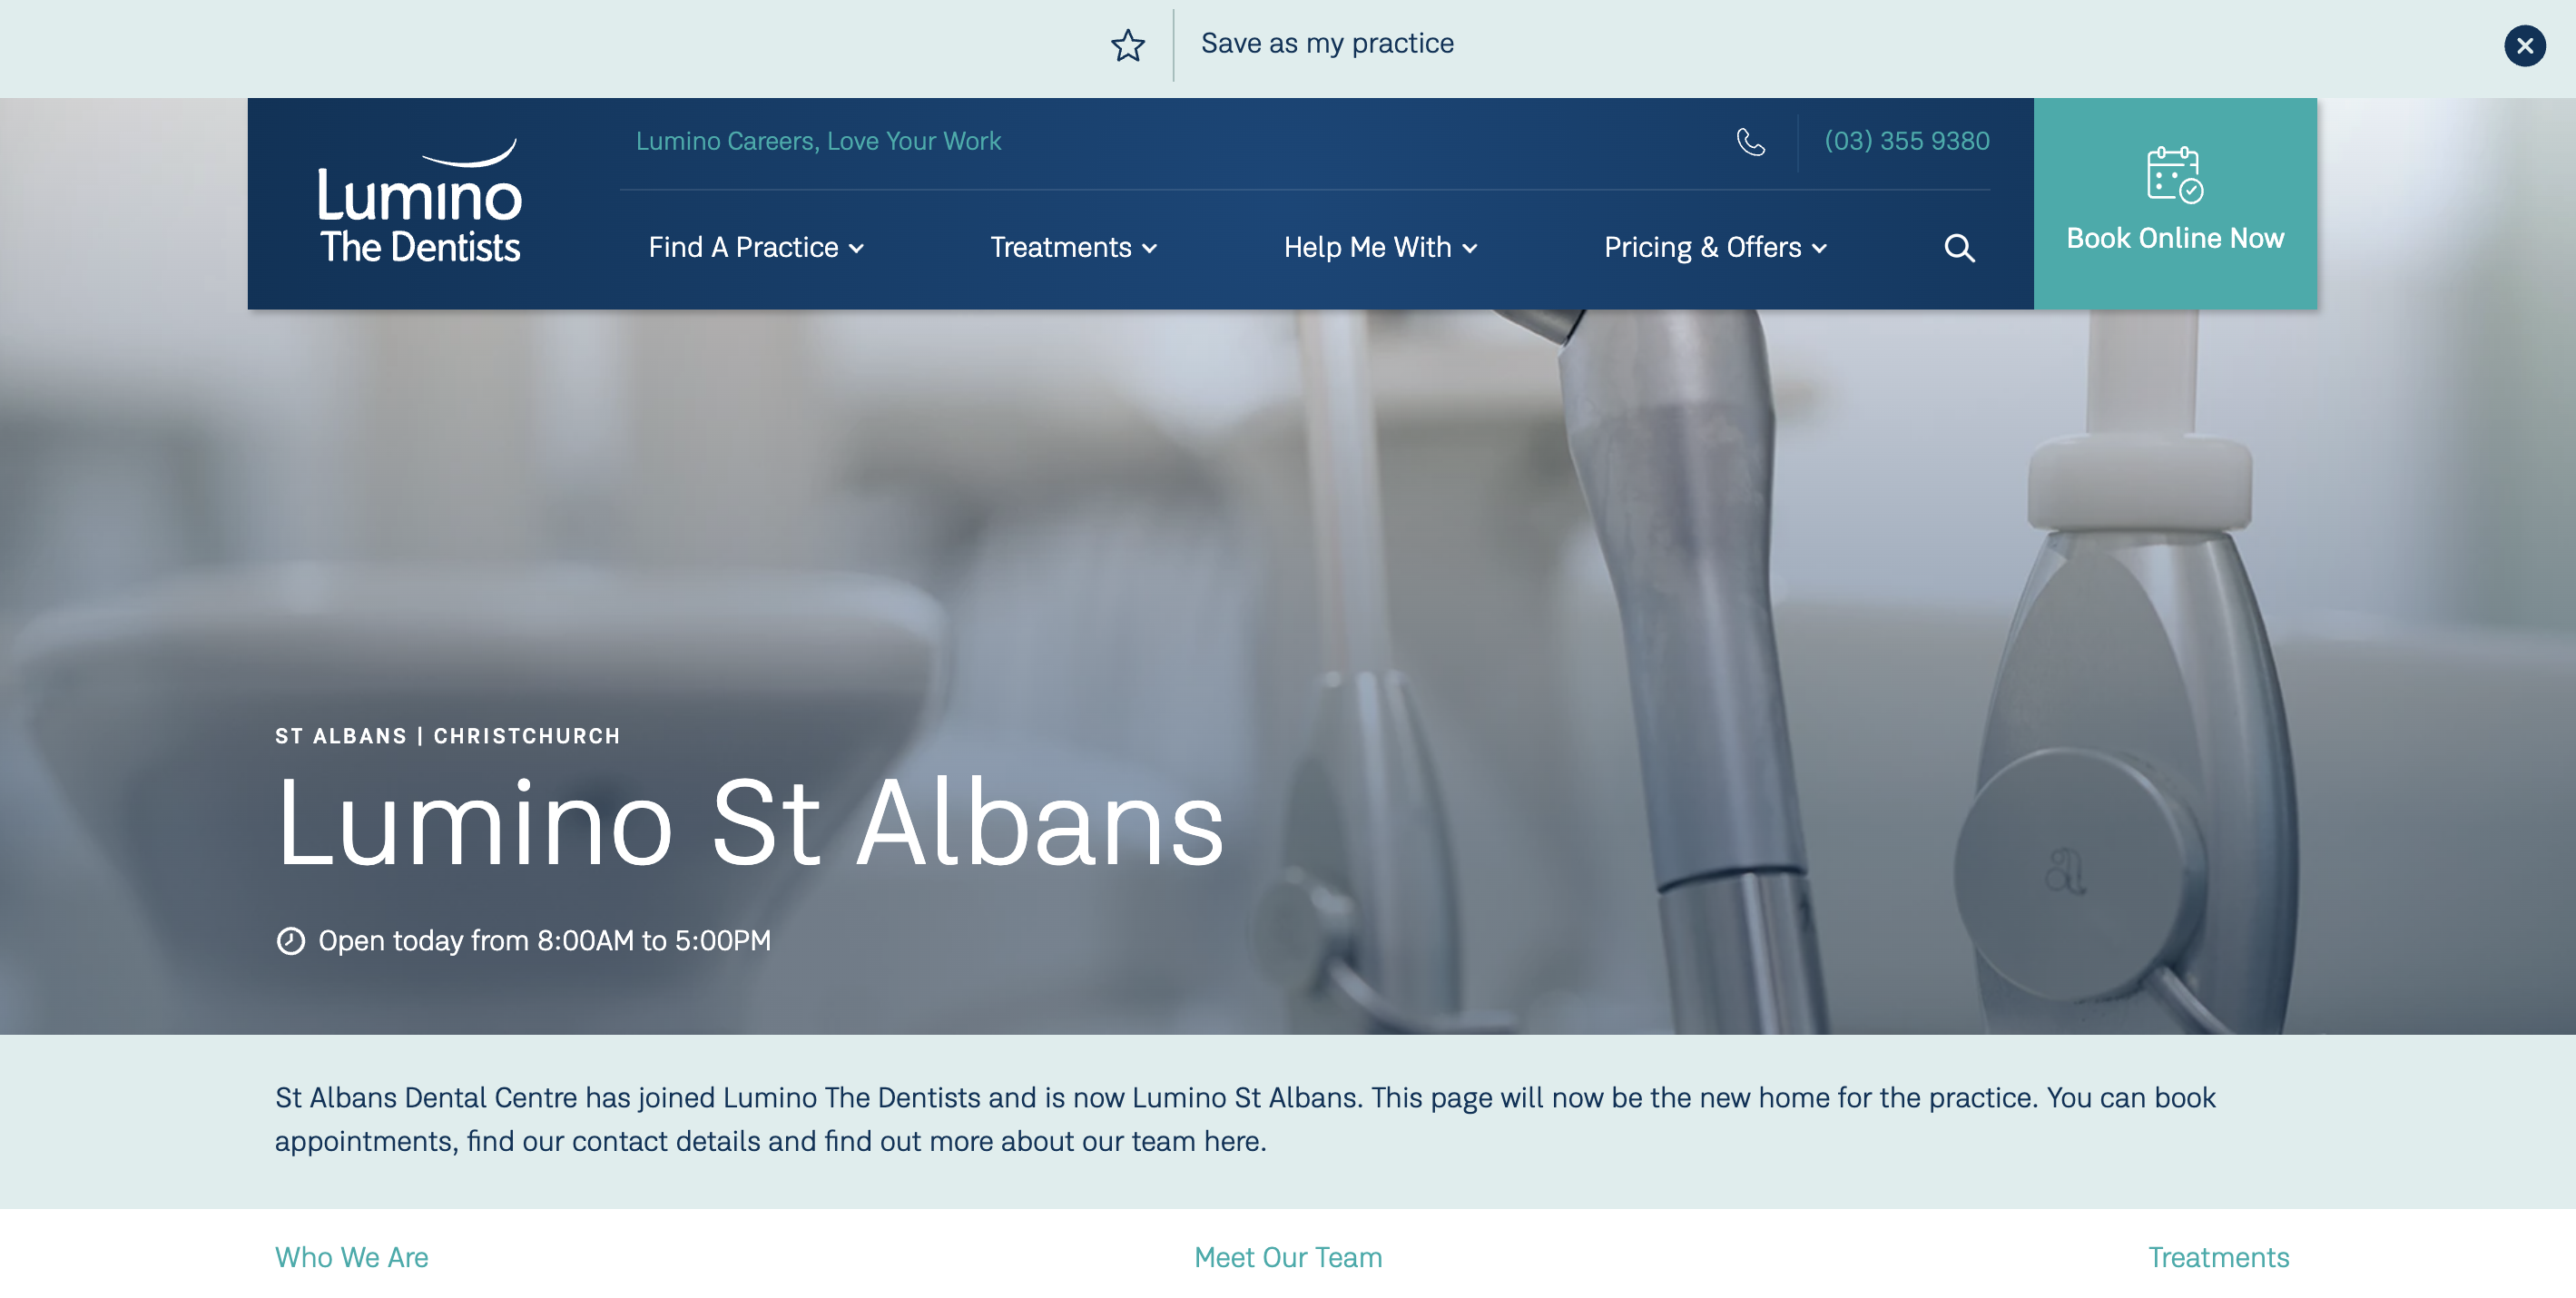 Save as my practice
Lumino Careers, Love Your Work
(03) 355 9380
Lumino
The Dentists
Find A Practice
Treatments
Help Me With
Pricing & Offers
Book Online Now
ST ALBANS | CHRISTCHURCH
Lumino St Albans
Open today from 8:00AM to 5:00PM
St Albans Dental Centre has joined Lumino The Dentists and is now Lumino St Albans. This page will now be the new home for the practice. You can book
appointments, find our contact details and find out more about our team here.
Who We Are
Meet Our Team
Treatments